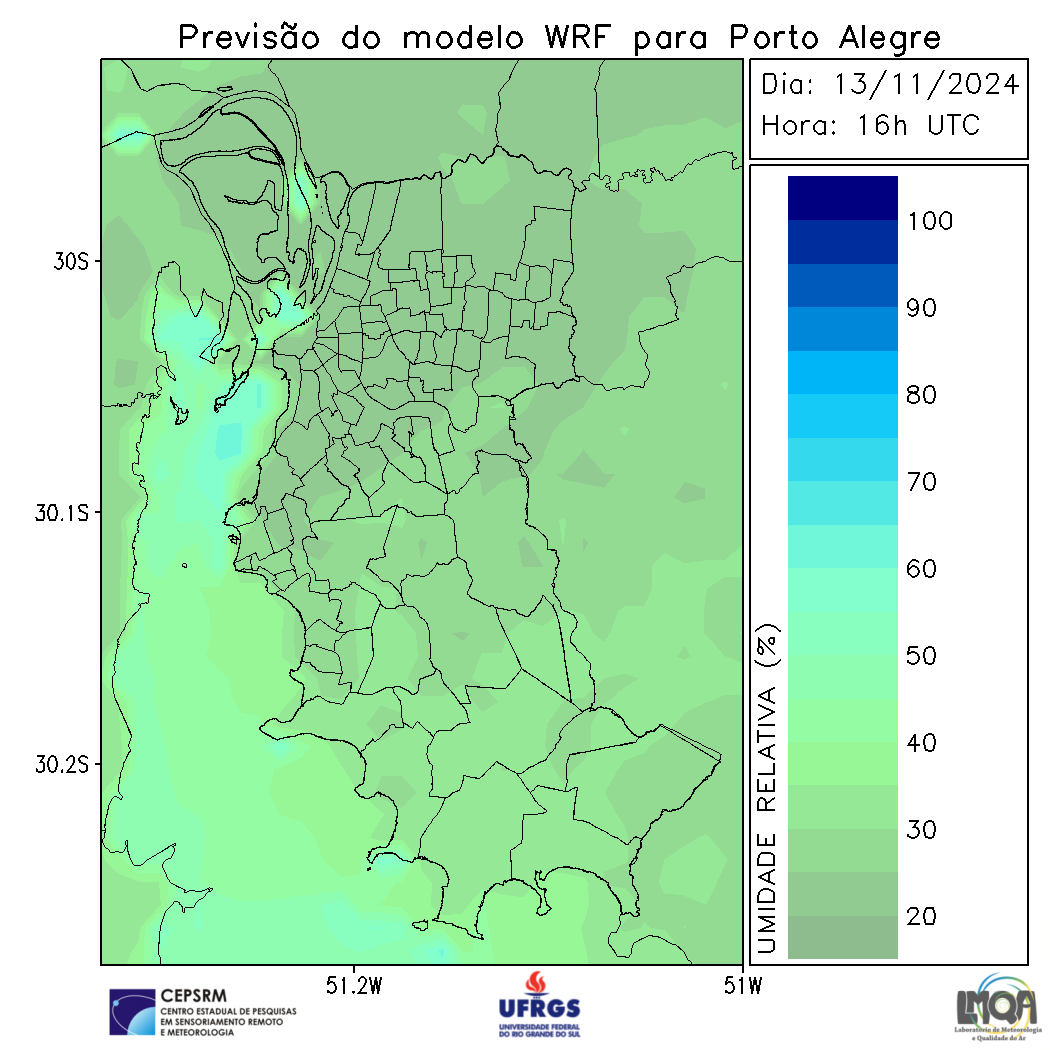 Previsão do modelo WRF para Porto Alegre
Dia: 13/11/2024
Hora: 16h UTC
30S
30.1S
30.2S
51.2W
51W
100
90
80
70
60
50
40
30
20
UMIDADE RELATIVA (%)
CEPSRM
CENTRO ESTADUAL DE PESQUISAS
EM SENSORIAMENTO REMOTO
E METEOROLOGIA
UFRGS
UNIVERSIDADE FEDERAL
DO RIO GRANDE DO SUL
LMQA
Laboratório de Meteorologia
e Qualidade do Ar